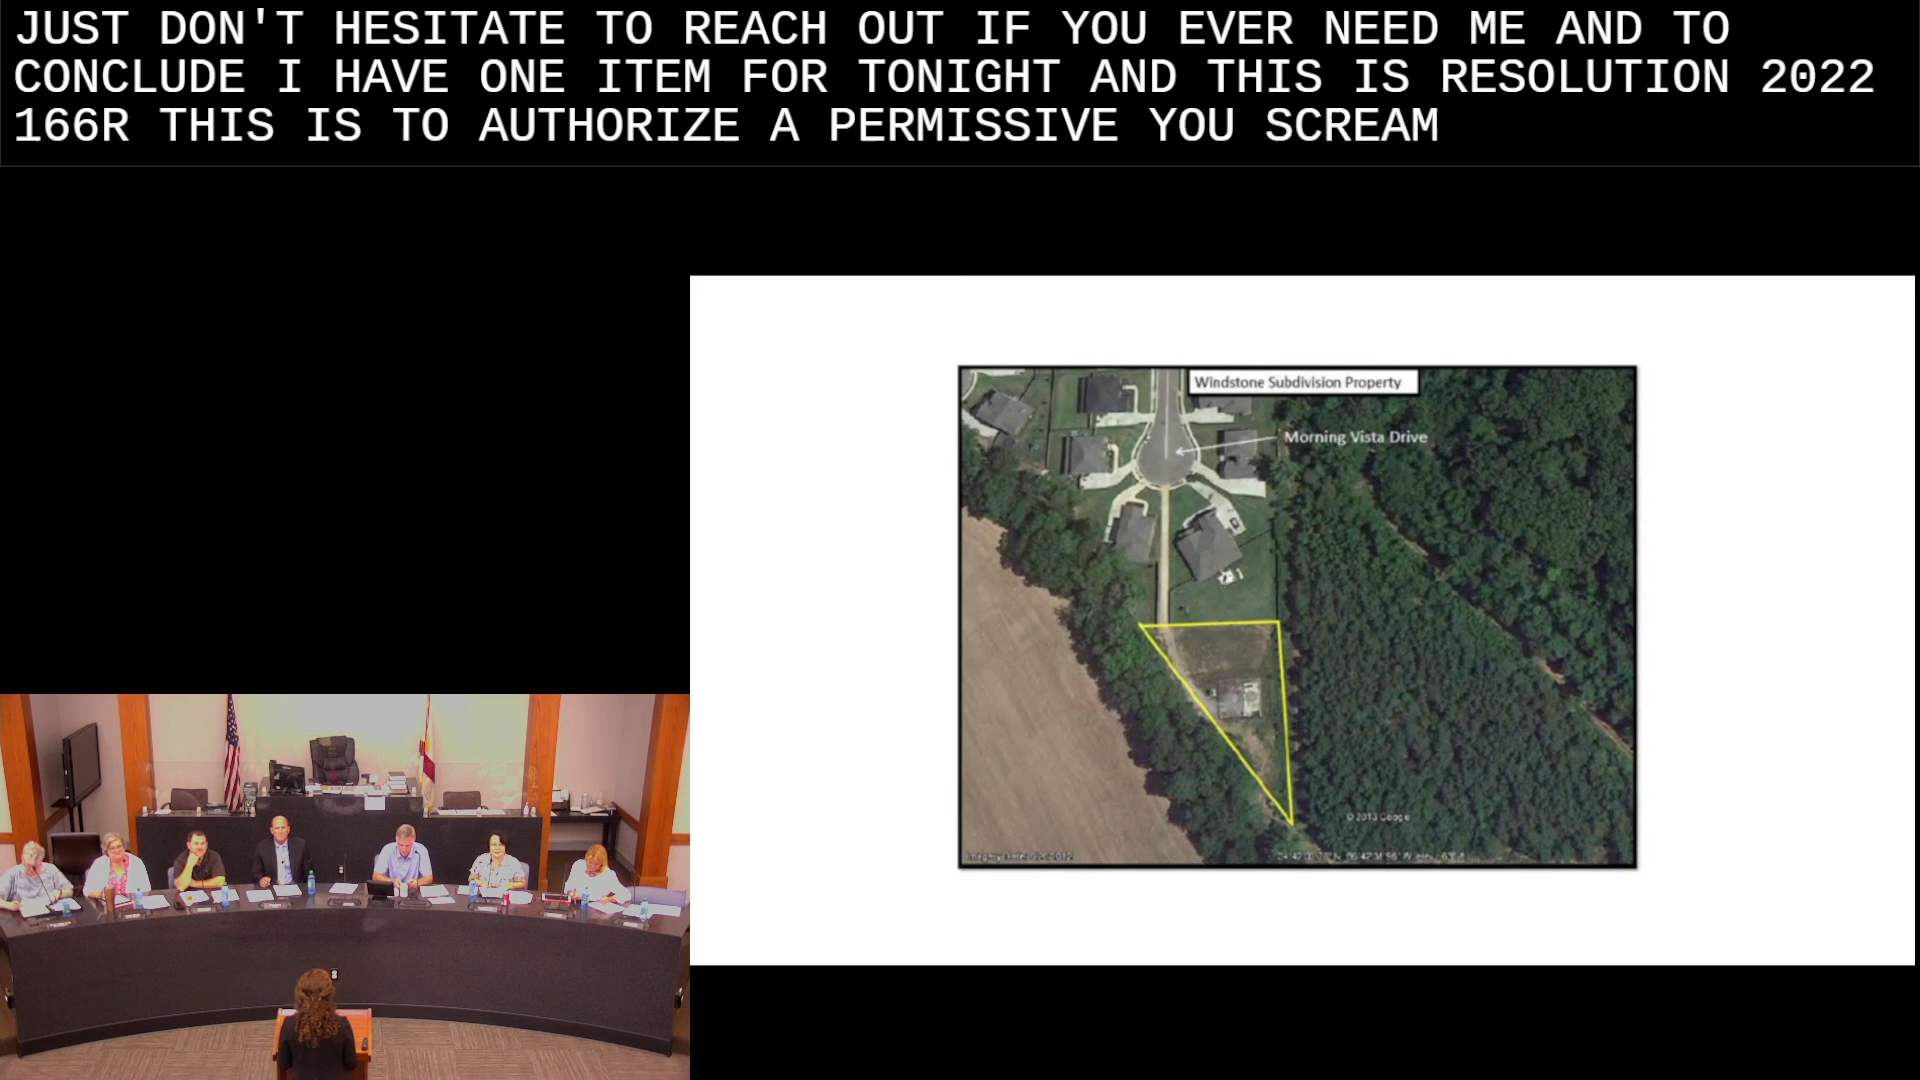 JUST DON'T HESITATE TO REACH OUT IF YOU EVER NEED ME AND TO
CONCLUDE I HAVE ONE ITEM FOR TONIGHT AND THIS IS RESOLUTION 2022
166R THIS IS TO AUTHORIZE A PERMISSIVE YOU SCREAM
Windstone Subdivision Property
Morning Vista Drive
© 2013 Google